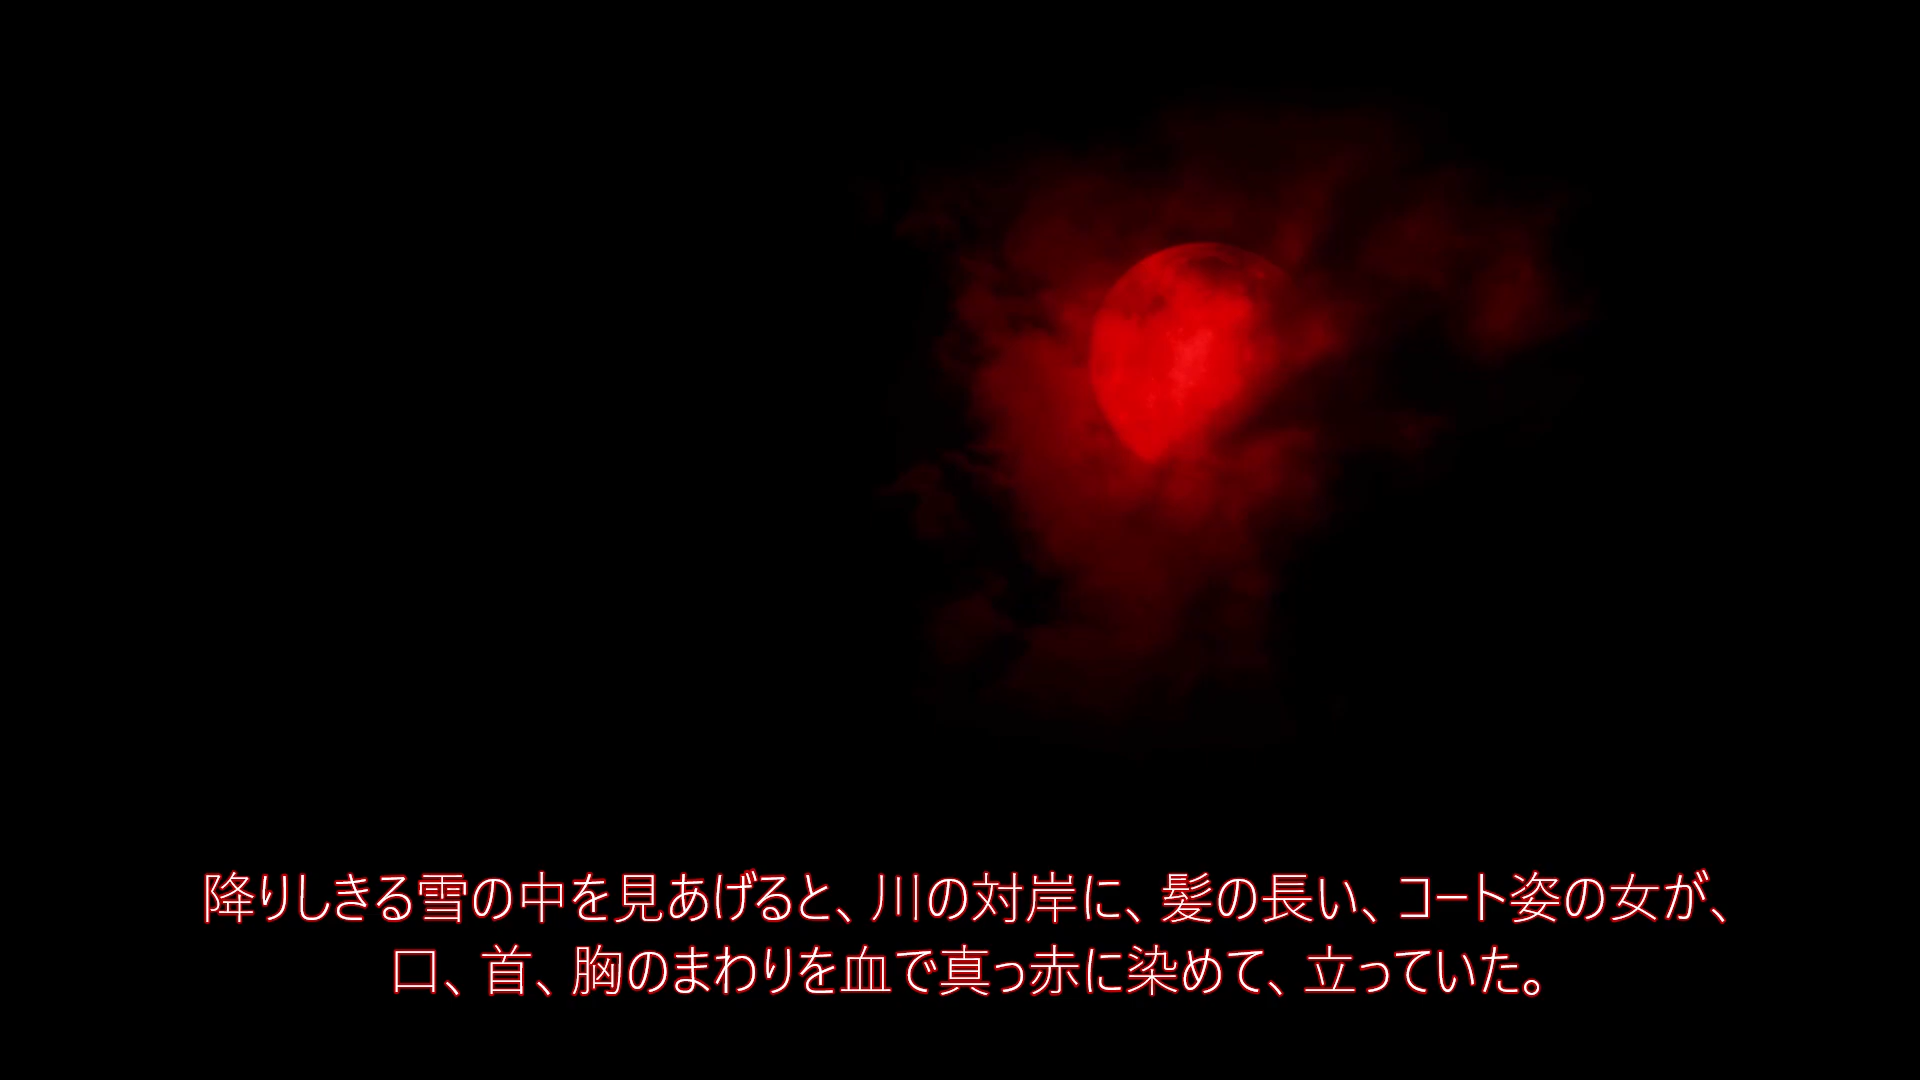 降りしきる雪の中を見あげると、川の対岸に、髪の長い、コート姿の女が、
口、首、胸のまわりを血で真っ赤に染めて、立っていた。